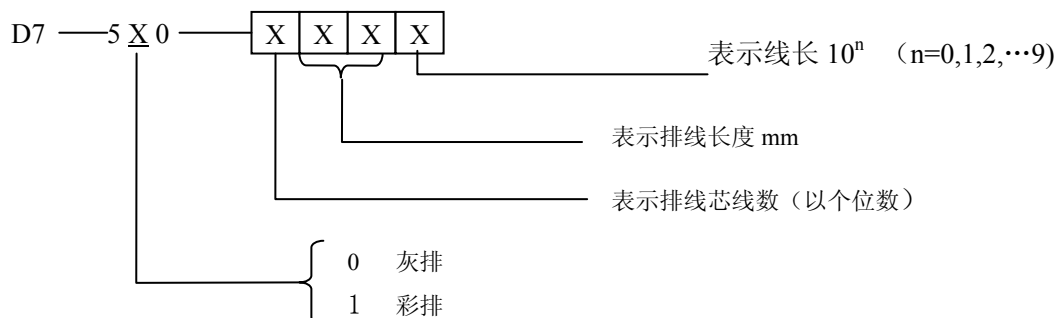 D7 5 X 0 X X X X
表示线长 10ⁿ （n=0,1,2,…9)
表示排线长度 mm
表示排线芯线数（以个位数）
0 灰排
1 彩排